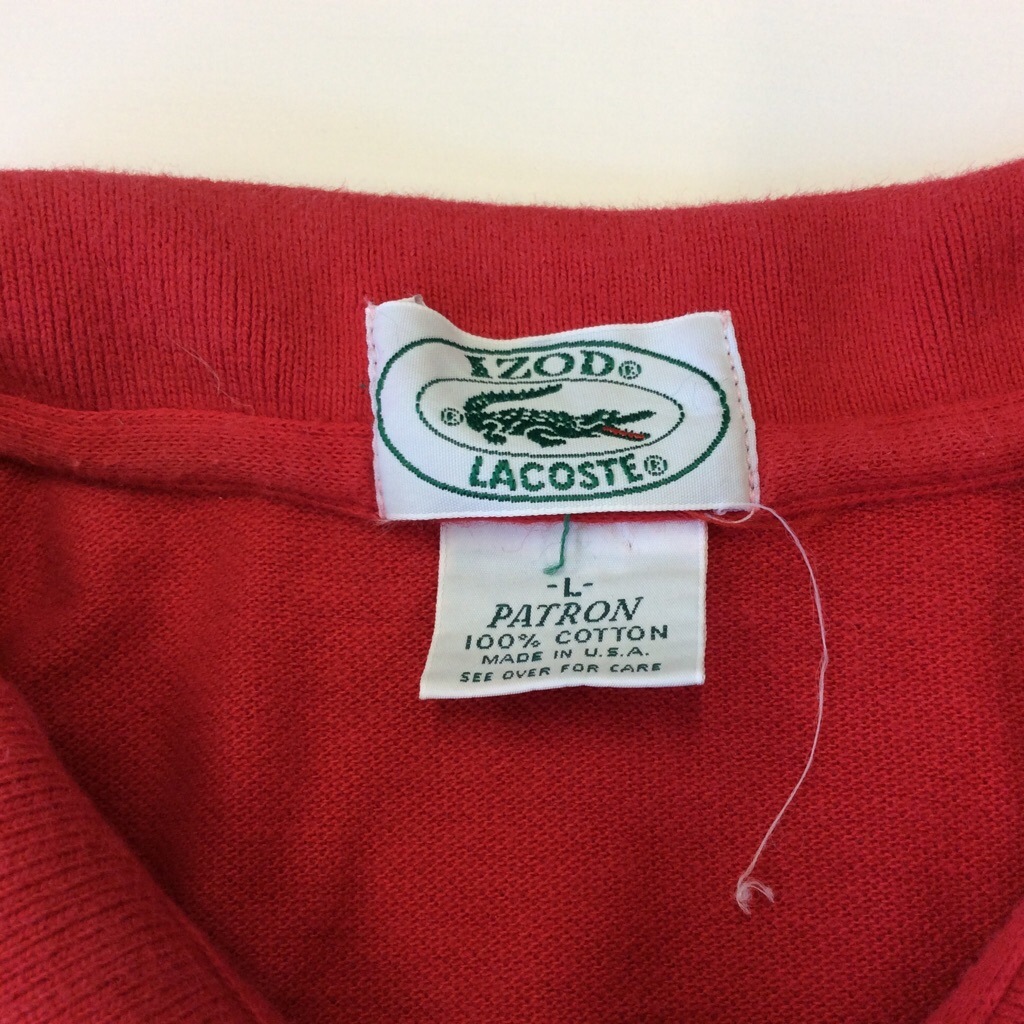 IZOD®
®
LACOSTE®
-L-
PATRON
100% COTTON
MADE IN U.S.A.
SEE OVER FOR CARE